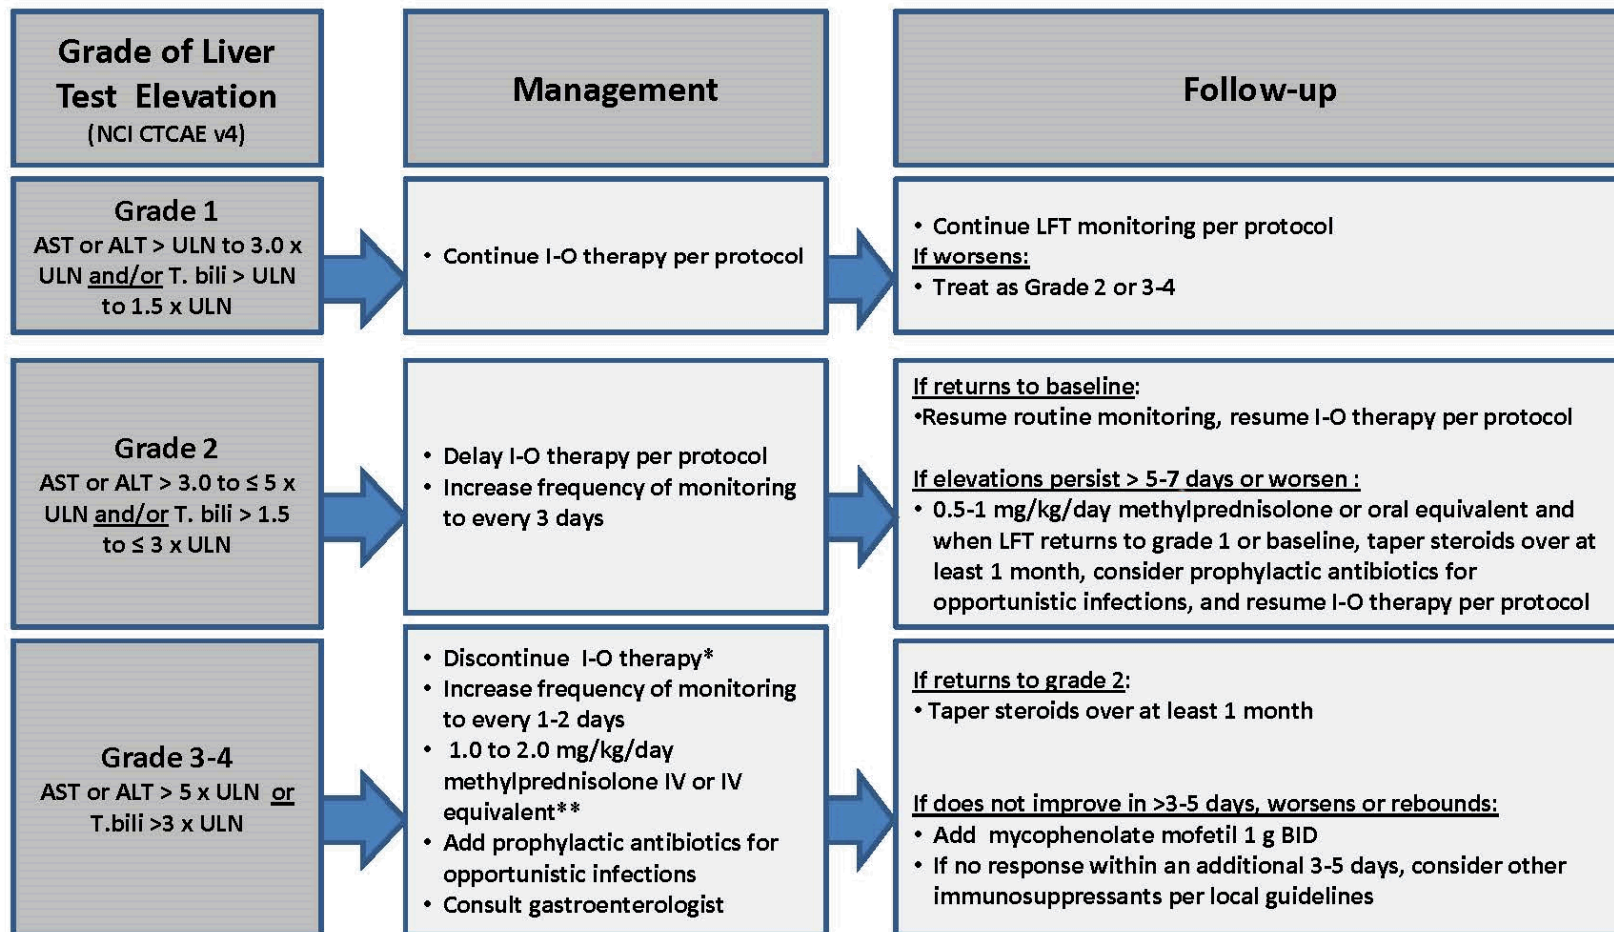 Grade of Liver
Test Elevation
(NCI CTCAE v4)
Management
Follow-up
Grade 1
AST or ALT > ULN to 3.0 x
ULN and/or T. bili > ULN
to 1.5 x ULN
• Continue I-O therapy per protocol
• Continue LFT monitoring per protocol
If worsens:
• Treat as Grade 2 or 3-4
Grade 2
AST or ALT > 3.0 to ≤ 5 x
ULN and/or T. bili > 1.5
to ≤ 3 x ULN
• Delay I-O therapy per protocol
• Increase frequency of monitoring
to every 3 days
If returns to baseline:
•Resume routine monitoring, resume I-O therapy per protocol
If elevations persist > 5-7 days or worsen :
• 0.5-1 mg/kg/day methylprednisolone or oral equivalent and
when LFT returns to grade 1 or baseline, taper steroids over at
least 1 month, consider prophylactic antibiotics for
opportunistic infections, and resume I-O therapy per protocol
Grade 3-4
AST or ALT > 5 x ULN or
T.bili >3 x ULN
• Discontinue I-O therapy*
• Increase frequency of monitoring
to every 1-2 days
• 1.0 to 2.0 mg/kg/day
methylprednisolone IV or IV
equivalent**
• Add prophylactic antibiotics for
opportunistic infections
• Consult gastroenterologist
If returns to grade 2:
• Taper steroids over at least 1 month
If does not improve in >3-5 days, worsens or rebounds:
• Add mycophenolate mofetil 1 g BID
• If no response within an additional 3-5 days, consider other
immunosuppressants per local guidelines